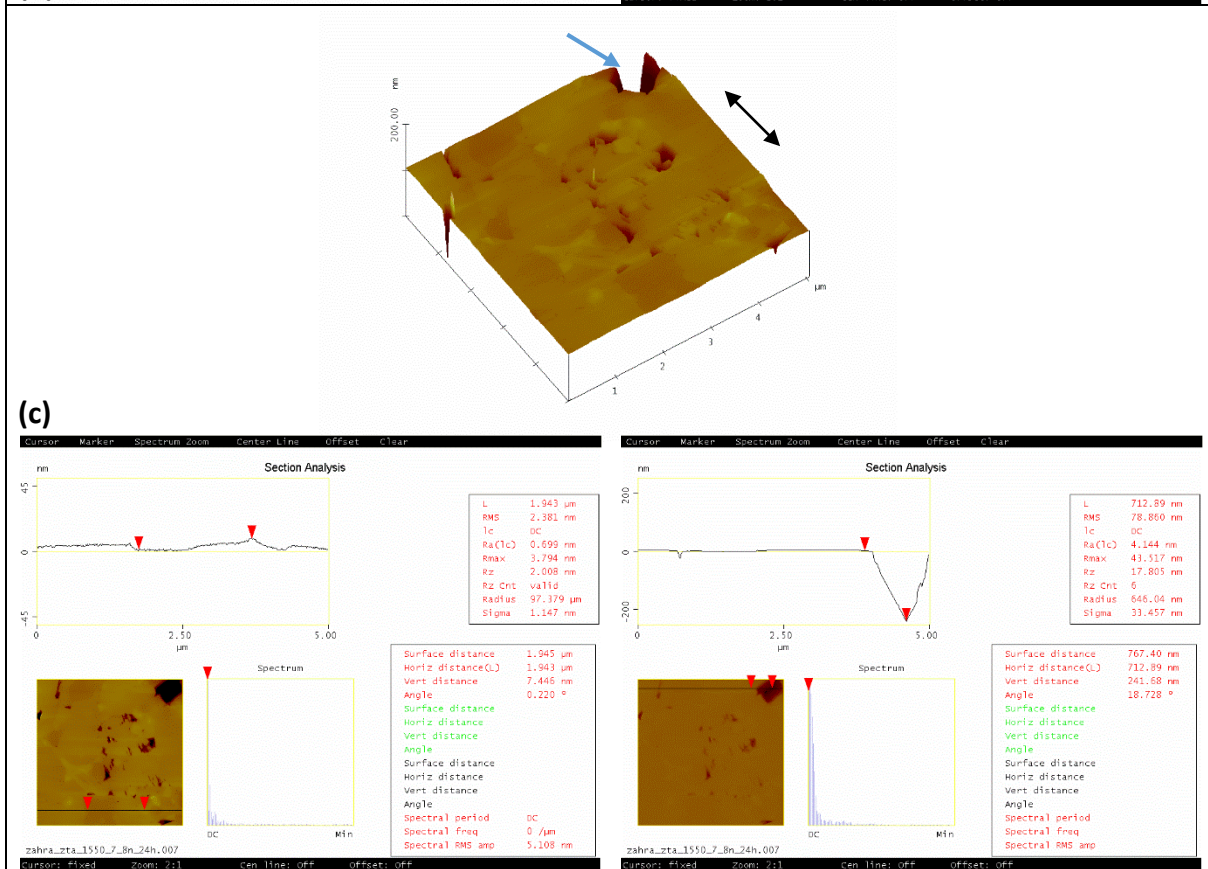 nm
200.00
µm
4
3
2
1
(c)
Cursor Marker Spectrum Zoom Center Line Offset Clear
Section Analysis
nm
45
0
-45
0 2.50 5.00
µm
L 1.943 µm
RMS 2.381 nm
lc DC
Ra(lc) 0.699 nm
Rmax 3.794 nm
Rz 2.008 nm
Rz Cnt valid
Radius 97.379 µm
Sigma 1.147 nm
Spectrum
DC Min
Surface distance 1.945 µm
Horiz distance(L) 1.943 µm
Vert distance 7.446 nm
Angle 0.220 °
Surface distance
Horiz distance
Vert distance
Angle
Surface distance
Horiz distance
Vert distance
Angle
Spectral period DC
Spectral freq 0 /µm
Spectral RMS amp 5.108 nm
zahra_zta_1550_7_8n_24h.007
Cursor: fixed Zoom: 2:1 Cen line: Off Offset: Off
Cursor Marker Spectrum Zoom Center Line Offset Clear
Section Analysis
nm
200
0
-200
0 2.50 5.00
µm
L 712.89 nm
RMS 78.860 nm
lc DC
Ra(lc) 4.144 nm
Rmax 43.517 nm
Rz 17.805 nm
Rz Cnt 6
Radius 646.04 nm
Sigma 33.457 nm
Spectrum
DC Min
Surface distance 767.40 nm
Horiz distance(L) 712.89 nm
Vert distance 241.68 nm
Angle 18.728 °
Surface distance
Horiz distance
Vert distance
Angle
Surface distance
Horiz distance
Vert distance
Angle
Spectral period DC
Spectral freq
Spectral RMS amp
zahra_zta_1550_7_8n_24h.007
Cursor: fixed Zoom: 2:1 Cen line: Off Offset: Off